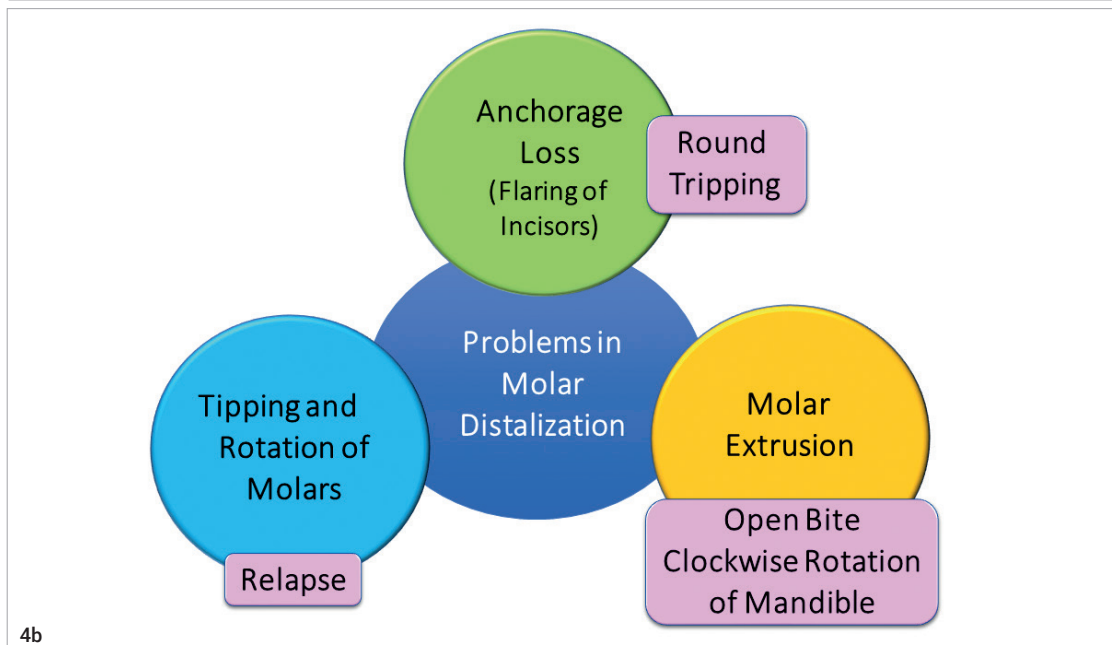 Anchorage
Loss
(Flaring of
Incisors)
Round
Tripping
Problems in
Molar
Distalization
Tipping and
Rotation of
Molars
Relapse
Molar
Extrusion
Open Bite
Clockwise Rotation
of Mandible
4b